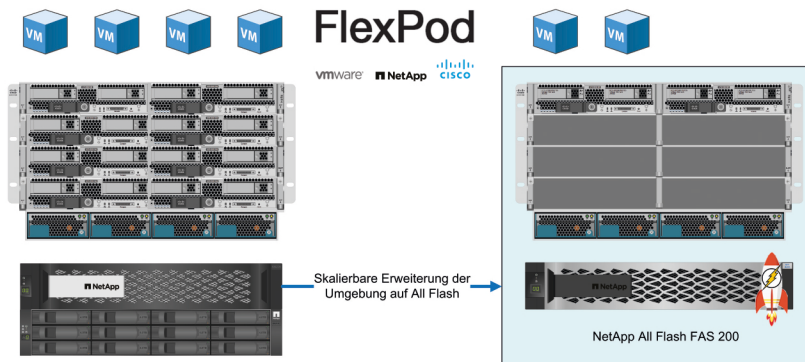 VM
VM
VM
VM
FlexPod
VM
VM
vmware
NetApp
CISCO
NetApp
Skalierbare Erweiterung der
Umgebung auf All Flash
NetApp
NetApp All Flash FAS 200